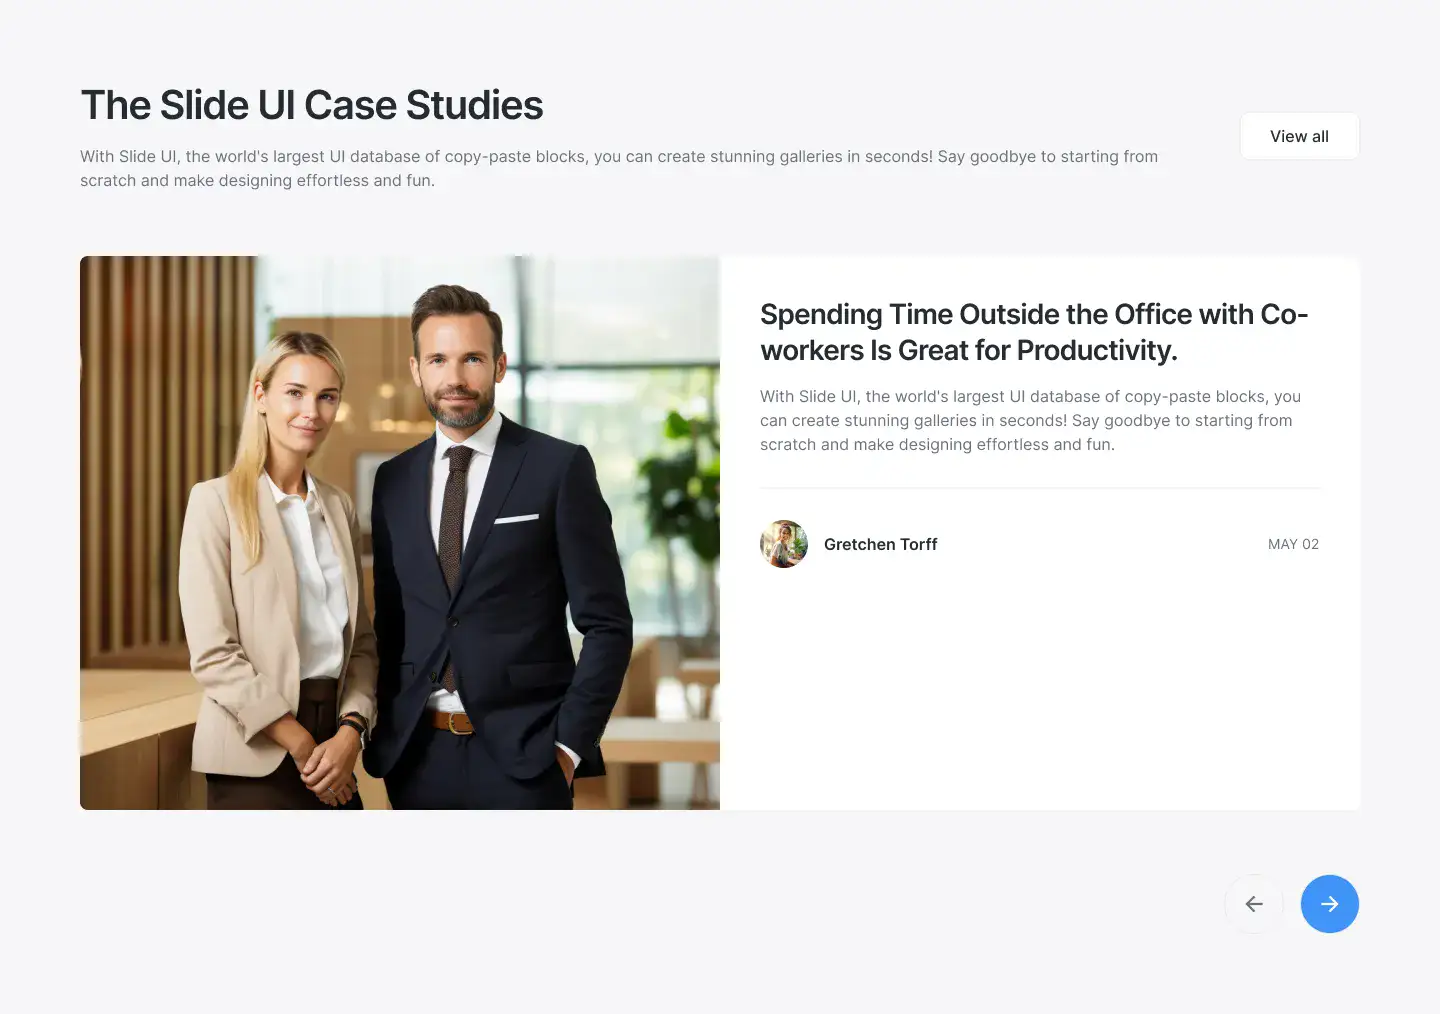 The Slide UI Case Studies
With Slide UI, the world's largest UI database of copy-paste blocks, you can create stunning galleries in seconds! Say goodbye to starting from
scratch and make designing effortless and fun.
View all
Spending Time Outside the Office with Co-
workers Is Great for Productivity.
With Slide UI, the world's largest UI database of copy-paste blocks, you
can create stunning galleries in seconds! Say goodbye to starting from
scratch and make designing effortless and fun.
Gretchen Torff
MAY 02